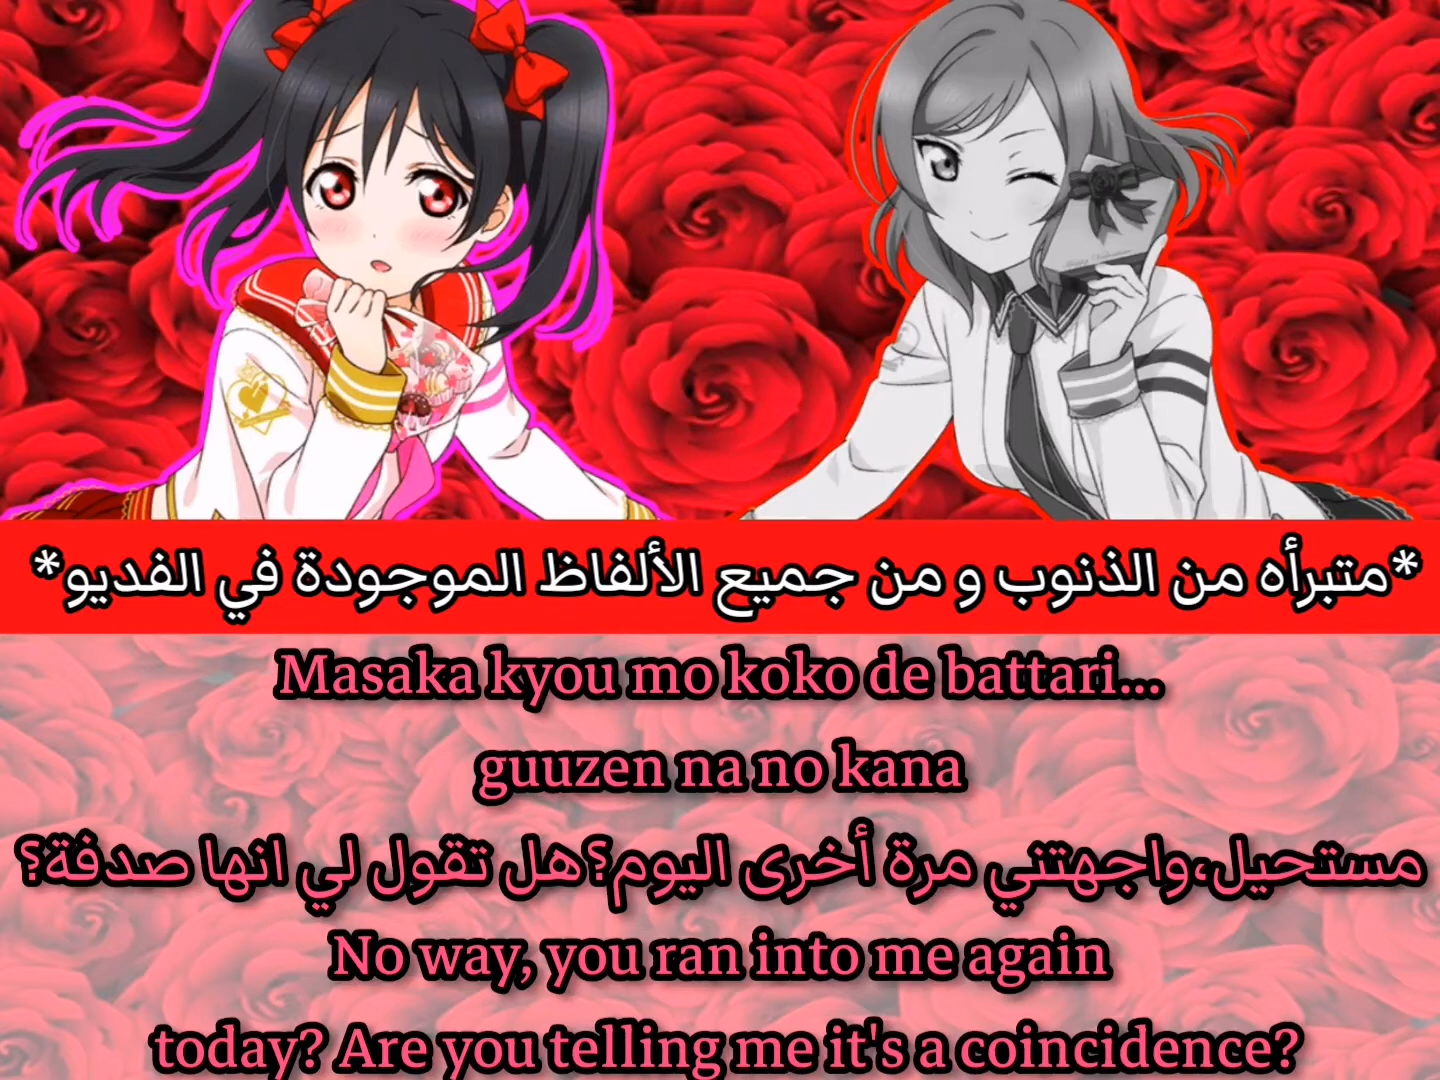 *متبرأه من الذنوب و من جميع الألفاظ الموجودة في الفديو*
Masaka kyou mo koko de battari...
guuzen na no kana
مستحيل،واجهتني مرة أخرى اليوم؟هل تقول لي انها صدفة؟
No way, you ran into me again
today? Are you telling me it's a coincidence?